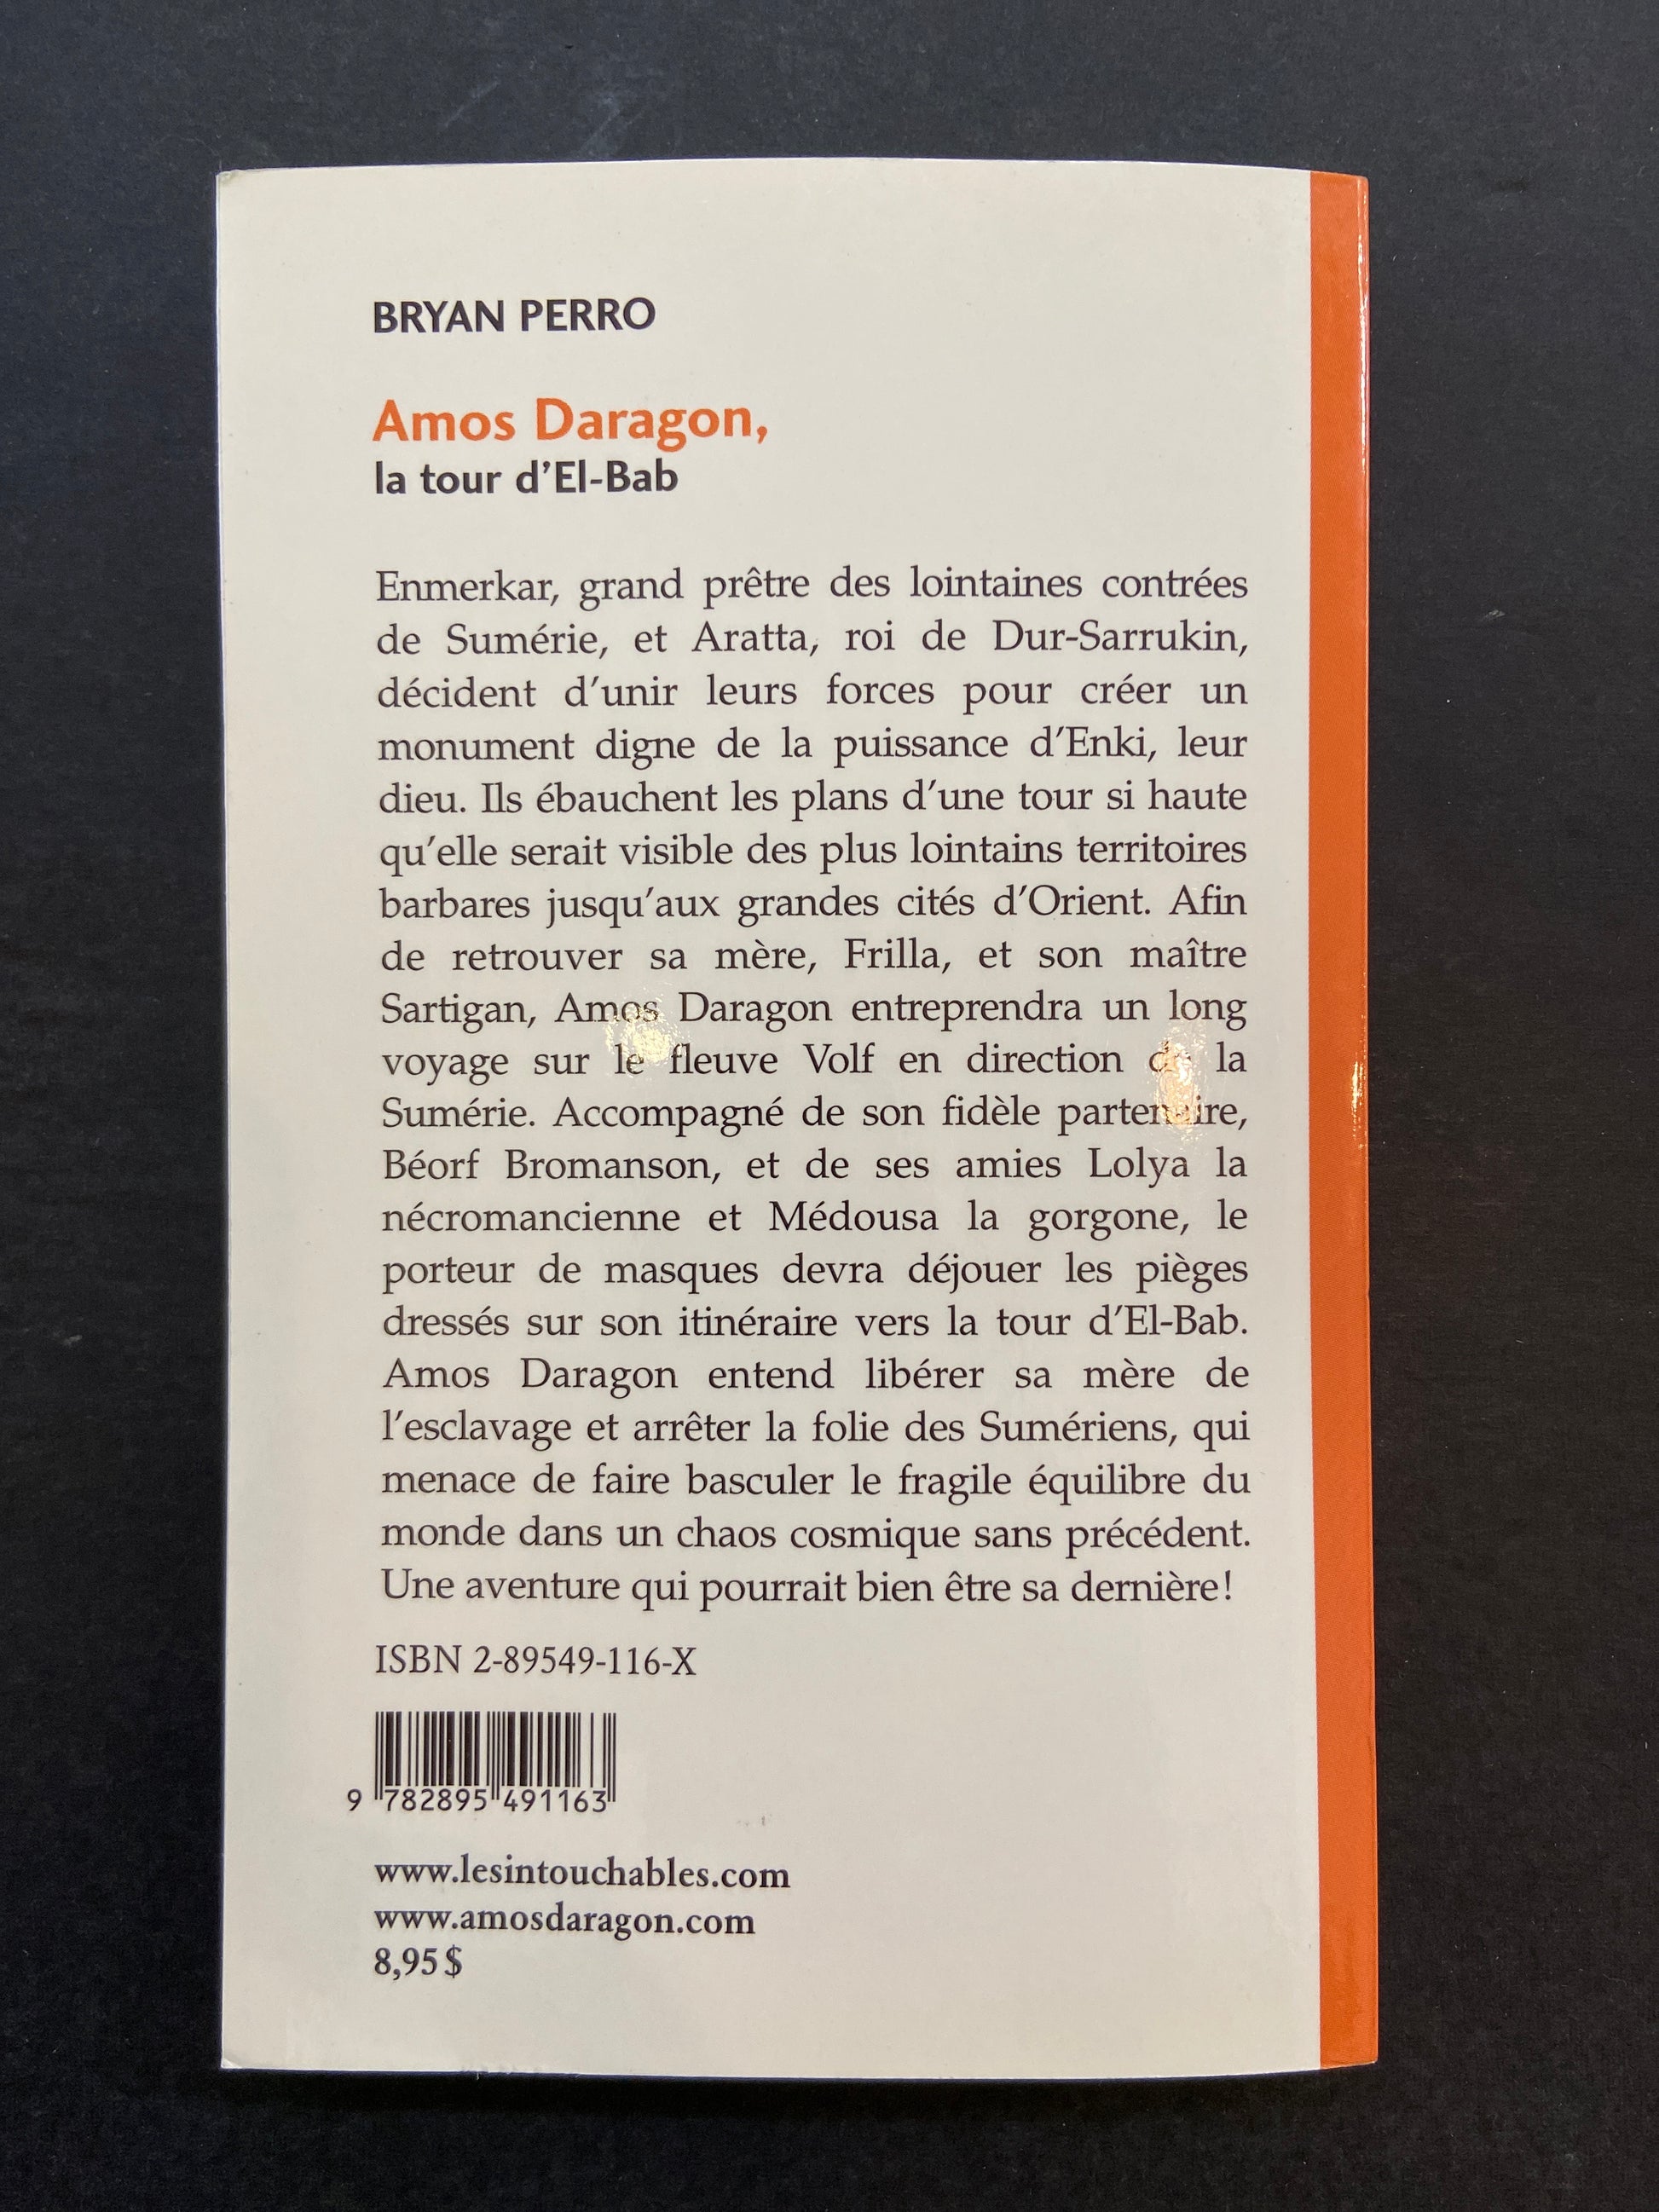 BRYAN PERRO
Amos Daragon,
la tour d'El-Bab
Enmerkar, grand prêtre des lointaines contrées
de Sumérie, et Aratta, roi de Dur-Sarrukin,
décident d'unir leurs forces pour créer un
monument digne de la puissance d'Enki, leur
dieu. Ils ébauchent les plans d'une tour si haute
qu'elle serait visible des plus lointains territoires
barbares jusqu'aux grandes cités d'Orient. Afin
de retrouver sa mère, Frilla, et son maître
Sartigan, Amos Daragon entreprendra un long
voyage sur le fleuve Volf en direction de la
Sumérie. Accompagné de son fidèle partenaire,
Béorf Bromanson, et de ses amies Lolya la
nécromancienne et Médousa la gorgone, le
porteur de masques devra déjouer les pièges
dressés sur son itinéraire vers la tour d'El-Bab.
Amos Daragon entend libérer sa mère de
l'esclavage et arrêter la folie des Sumériens, qui
menace de faire basculer le fragile équilibre du
monde dans un chaos cosmique sans précédent.
Une aventure qui pourrait bien être sa dernière!
ISBN 2-89549-116-X
9 782895 491163
www.lesintouchables.com
www.amosdaragon.com
8,95 $